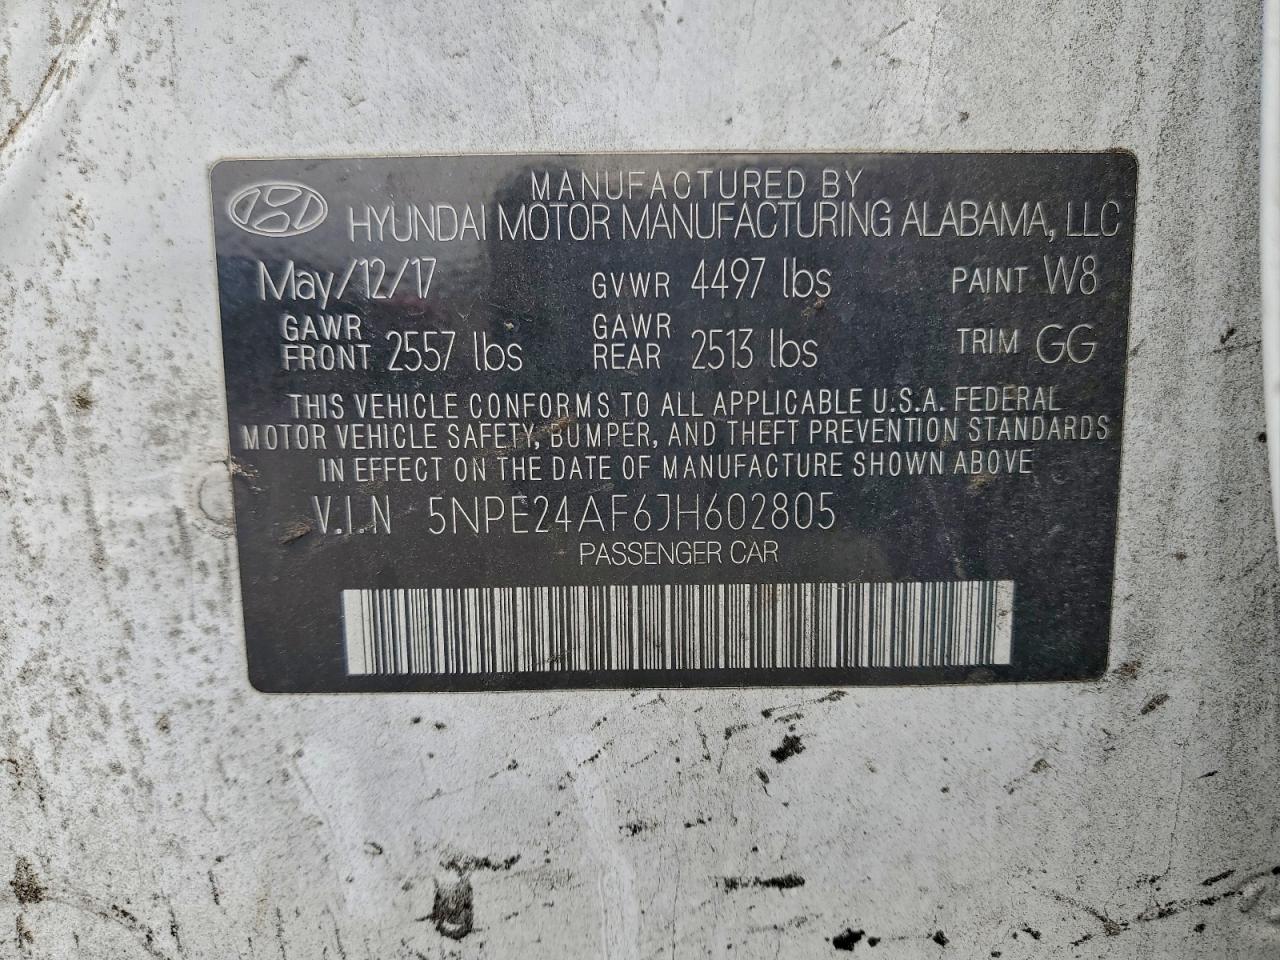 MANUFACTURED BY
HYUNDAI MOTOR MANUFACTURING ALABAMA, LLC
May/12/17 GVWR 4497 lbs PAINT W8
GAWR FRONT 2557 lbs GAWR REAR 2513 lbs TRIM GG
THIS VEHICLE CONFORMS TO ALL APPLICABLE U.S.A. FEDERAL
MOTOR VEHICLE SAFETY, BUMPER, AND THEFT PREVENTION STANDARDS
IN EFFECT ON THE DATE OF MANUFACTURE SHOWN ABOVE
V.I.N 5NPE24AF6JH602805
PASSENGER CAR